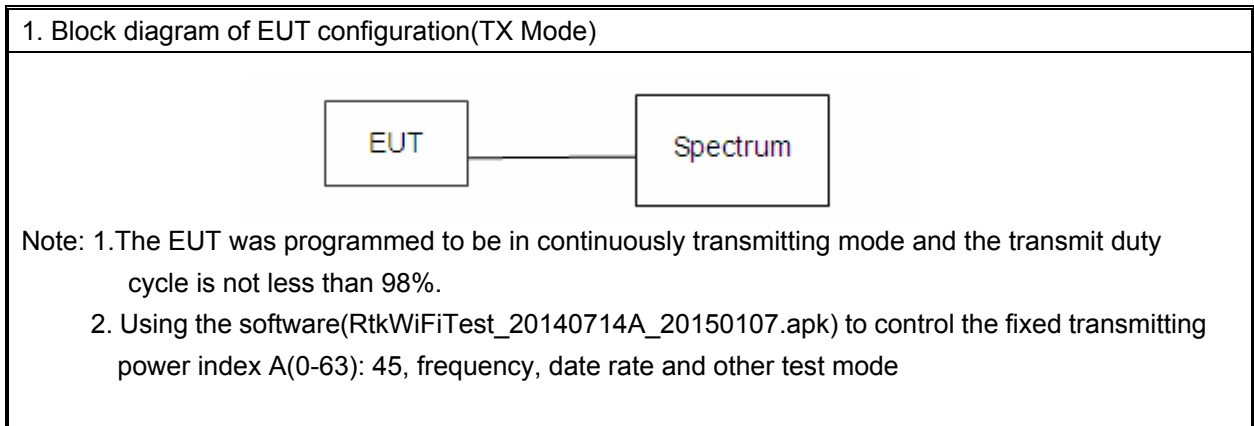 1. Block diagram of EUT configuration(TX Mode)
EUT
Spectrum
Note: 1.The EUT was programmed to be in continuously transmitting mode and the transmit duty
cycle is not less than 98%.
2. Using the software(RtkWiFiTest_20140714A_20150107.apk) to control the fixed transmitting
power index A(0-63): 45, frequency, date rate and other test mode